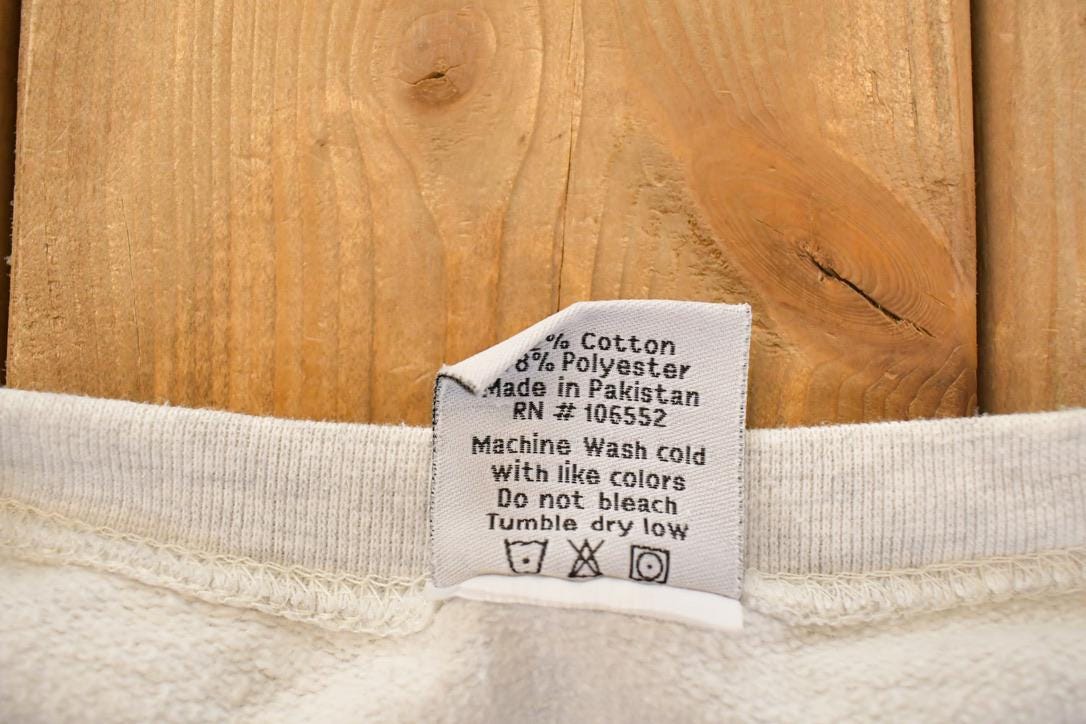 % Cotton
8% Polyester
Made in Pakistan
RN # 106552
Machine Wash cold
with like colors
Do not bleach
Tumble dry low